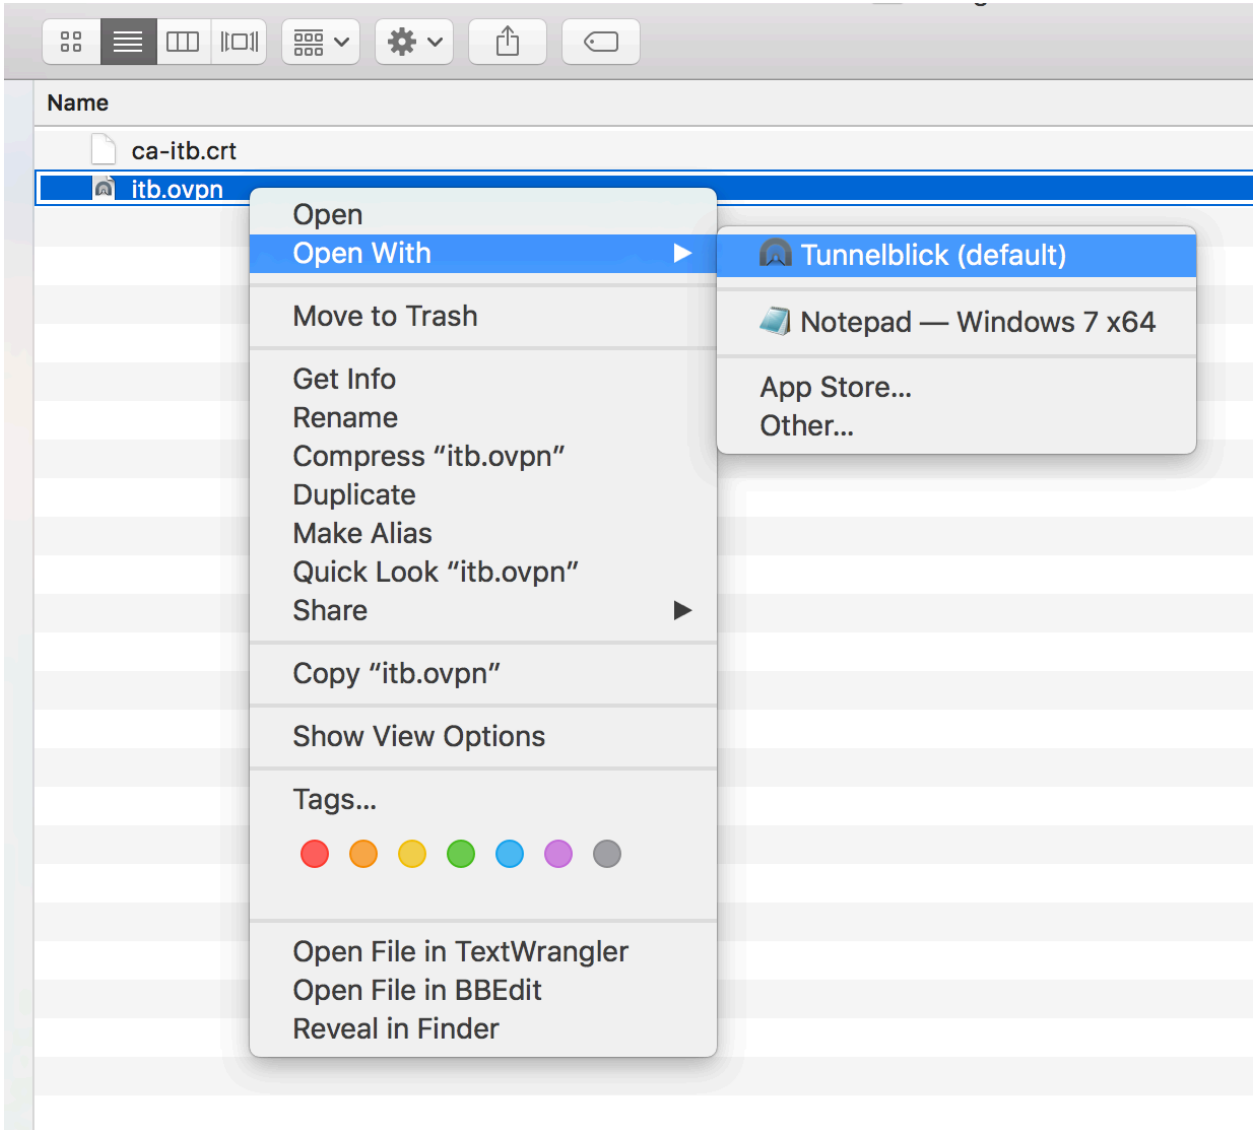 Name
ca-itb.crt
itb.ovpn
Open
Open With
Tunnelblick (default)
Notepad — Windows 7 x64
App Store...
Other...
Move to Trash
Get Info
Rename
Compress “itb.ovpn”
Duplicate
Make Alias
Quick Look “itb.ovpn”
Share
Copy “itb.ovpn”
Show View Options
Tags...
Open File in TextWrangler
Open File in BBEdit
Reveal in Finder